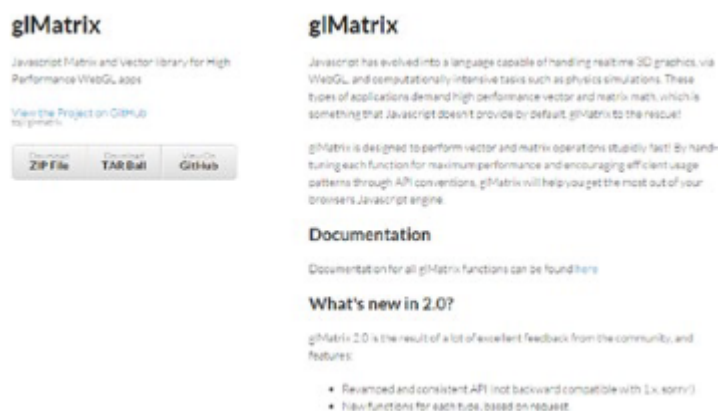 glMatrix
Javascript Matrix and Vector library for High
Performance WebGL apps
View the Project on GitHub
Download
ZIP File
Download
TAR Ball
View On
GitHub
glMatrix
Javascript has evolved into a language capable of handling realtime 3D graphics, via
WebGL, and computationally intensive tasks such as physics simulations. These
types of applications demand high performance vector and matrix math, which is
something that Javascript doesn't provide by default. glMatrix to the rescue!
glMatrix is designed to perform vector and matrix operations stupidly fast! By hand-
tuning each function for maximum performance and encouraging efficient usage
patterns through API conventions, glMatrix will help you get the most out of your
browsers Javascript engine.
Documentation
Documentation for all glMatrix functions can be found here
What's new in 2.0?
glMatrix 2.0 is the result of a lot of excellent feedback from the community, and
features:
• Revamped and consistent API (not backward compatible with 1.x, sorry!)
• New functions for each type, based on request